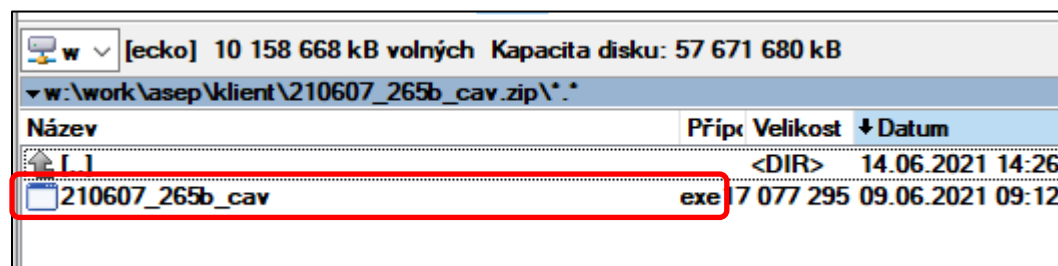 w [ecko] 10 158 668 kB volných Kapacita disku: 57 671 680 kB
w:\work\asep\klient\210607_265b_cav.zip\*.*
Název Přípo Velikost Datum
[..] <DIR> 14.06.2021 14:26
210607_265b_cav exe 17 077 295 09.06.2021 09:12